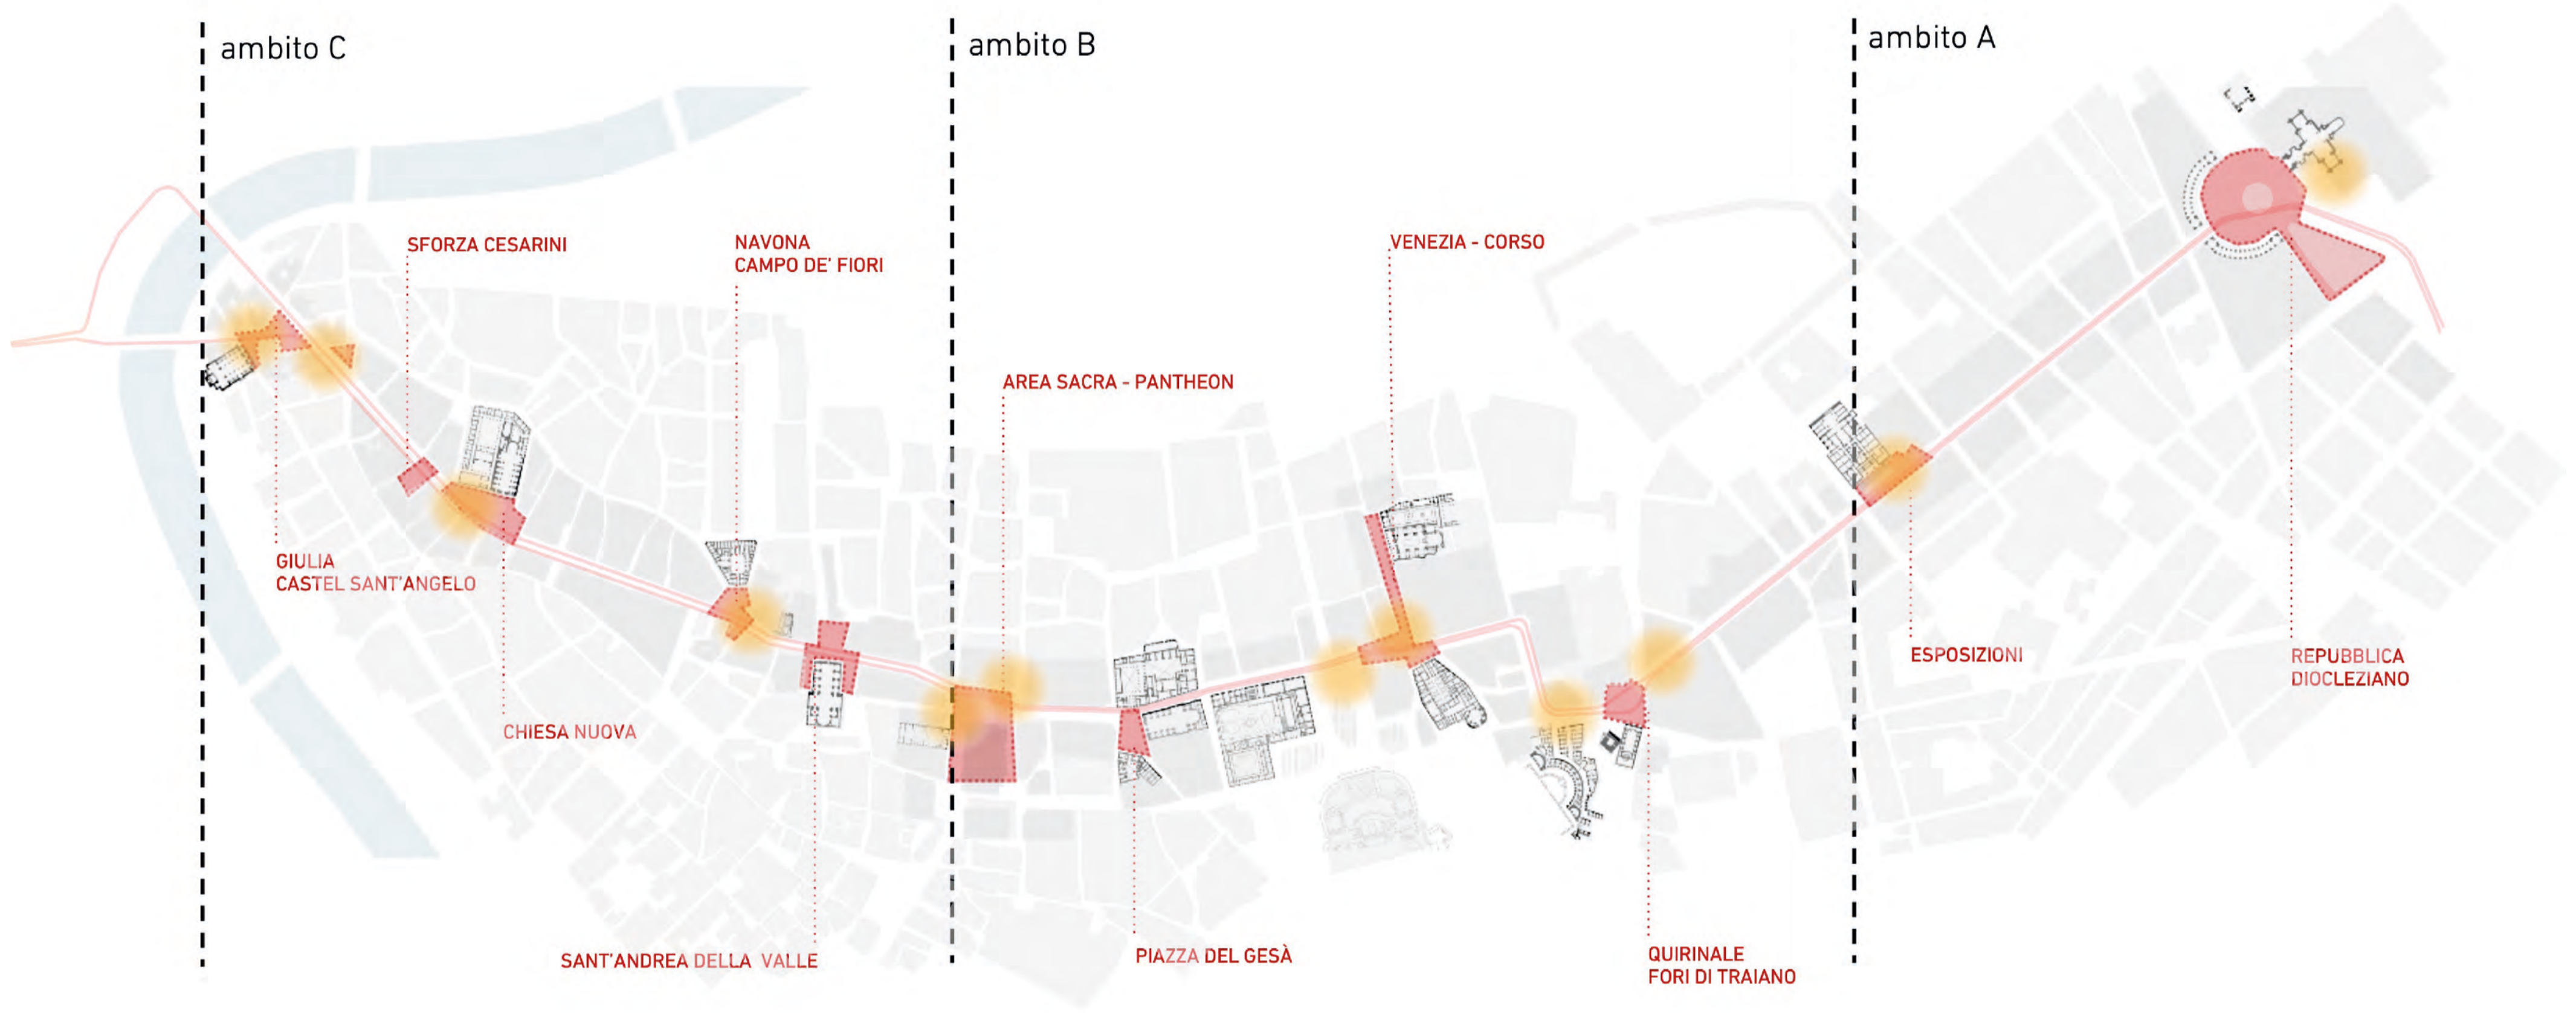 ambito C
ambito B
ambito A
SFORZA CESARINI
NAVONA
CAMPO DE' FIORI
VENEZIA - CORSO
AREA SACRA - PANTHEON
GIULIA
CASTEL SANT'ANGELO
CHIESA NUOVA
ESPOSIZIONI
REPUBBLICA
DIOCLEZIANO
SANT'ANDREA DELLA VALLE
PIAZZA DEL GESÀ
QUIRINALE
FORI DI TRAIANO